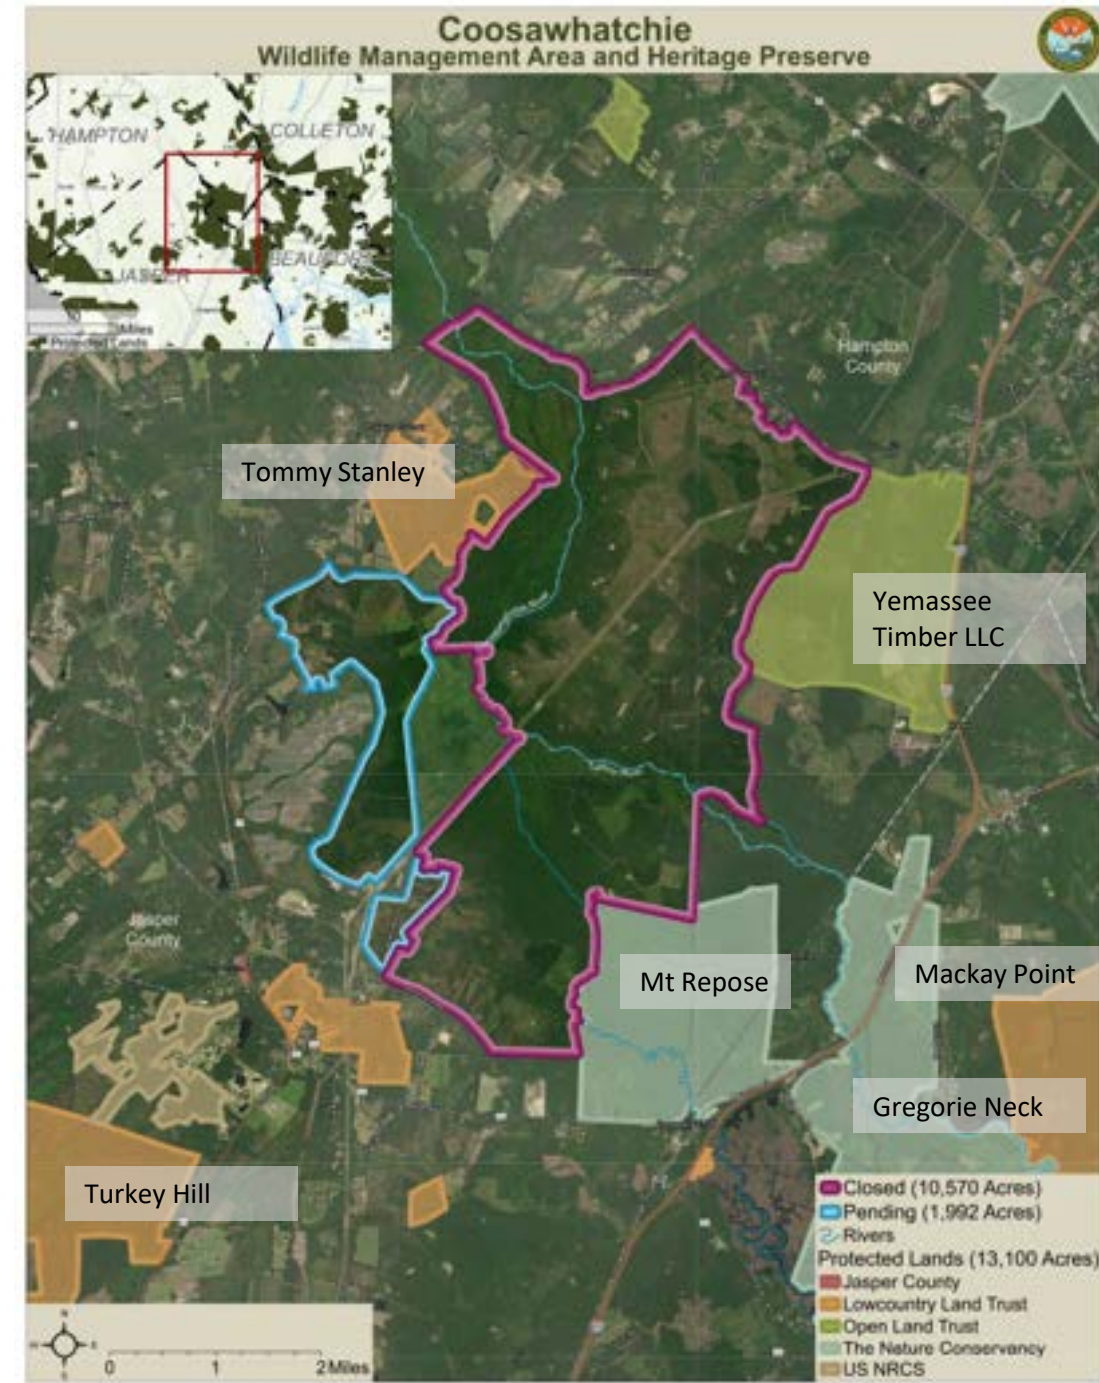 Coosawhatchie
Wildlife Management Area and Heritage Preserve
HAMPTON
COLLETON
BEAUFORT
JASPER
Miles
Protected Lands
Hampton
County
Tommy Stanley
Yemassee
Timber LLC
Jasper
County
Mt Repose
Mackay Point
Gregorie Neck
Turkey Hill
Closed (10,570 Acres)
Pending (1,992 Acres)
Rivers
Protected Lands (13,100 Acres)
Jasper County
Lowcountry Land Trust
Open Land Trust
The Nature Conservancy
US NRCS
N
0 1 2 Miles